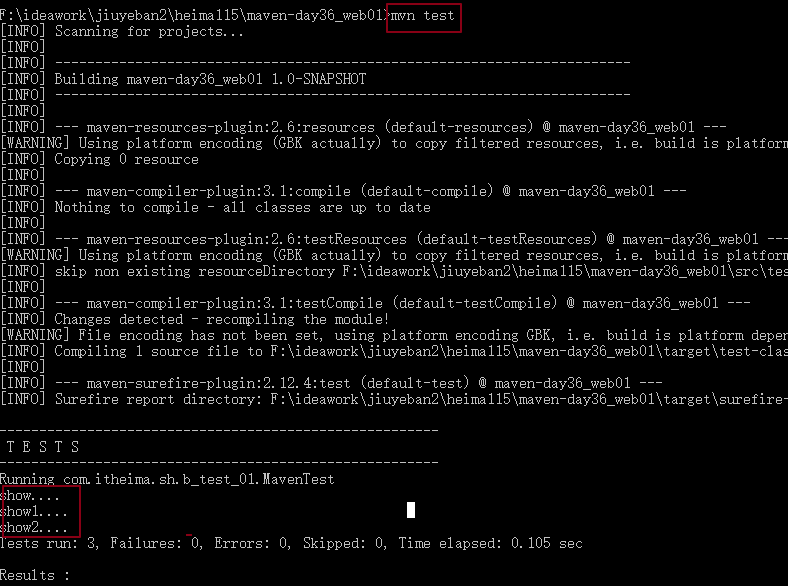 F:\ideawork\jiuyeban2\heima115\maven-day36_web01>mvn test
[INFO] Scanning for projects...
[INFO]
[INFO] ------------------------------------------------------------------------
[INFO] Building maven-day36_web01 1.0-SNAPSHOT
[INFO] ------------------------------------------------------------------------
[INFO]
[INFO] --- maven-resources-plugin:2.6:resources (default-resources) @ maven-day36_web01 ---
[WARNING] Using platform encoding (GBK actually) to copy filtered resources, i.e. build is platform
[INFO] Copying 0 resource
[INFO]
[INFO] --- maven-compiler-plugin:3.1:compile (default-compile) @ maven-day36_web01 ---
[INFO] Nothing to compile - all classes are up to date
[INFO]
[INFO] --- maven-resources-plugin:2.6:testResources (default-testResources) @ maven-day36_web01 ---
[WARNING] Using platform encoding (GBK actually) to copy filtered resources, i.e. build is platform
[INFO] skip non existing resourceDirectory F:\ideawork\jiuyeban2\heima115\maven-day36_web01\src\tes
[INFO]
[INFO] --- maven-compiler-plugin:3.1:testCompile (default-testCompile) @ maven-day36_web01 ---
[INFO] Changes detected - recompiling the module!
[WARNING] File encoding has not been set, using platform encoding GBK, i.e. build is platform depen
[INFO] Compiling 1 source file to F:\ideawork\jiuyeban2\heima115\maven-day36_web01\target\test-clas
[INFO]
[INFO] --- maven-surefire-plugin:2.12.4:test (default-test) @ maven-day36_web01 ---
[INFO] Surefire report directory: F:\ideawork\jiuyeban2\heima115\maven-day36_web01\target\surefire-
-------------------------------------------------------
T E S T S
-------------------------------------------------------
Running com.itheima.sh.b_test_01.MavenTest
show....
show1....
show2....
Tests run: 3, Failures: 0, Errors: 0, Skipped: 0, Time elapsed: 0.105 sec
Results :